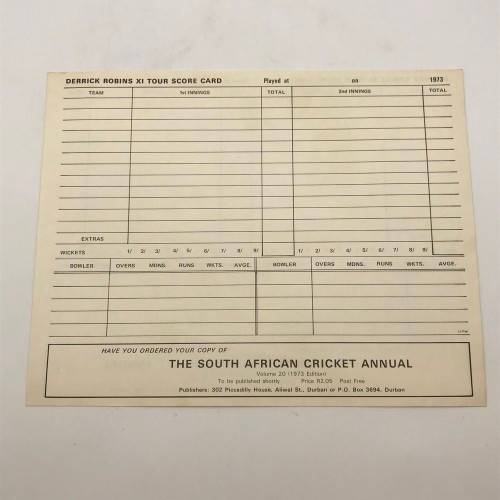 DERRICK ROBINS XI TOUR SCORE CARD Played at on 1973
TEAM 1st INNINGS TOTAL 2nd INNINGS TOTAL
EXTRAS
WICKETS 1/ 2/ 3/ 4/ 5/ 6/ 7/ 8/ 9/ 1/ 2/ 3/ 4/ 5/ 6/ 7/ 8/ 9/
BOWLER OVERS MDNS. RUNS WKTS. AVGE. BOWLER OVERS MDNS. RUNS WKTS. AVGE.
HAVE YOU ORDERED YOUR COPY OF
THE SOUTH AFRICAN CRICKET ANNUAL
Volume 20 (1973 Edition)
To be published shortly Price R2.05 Post Free
Publishers: 302 Piccadilly House, Aliwal St., Durban or P.O. Box 3694, Durban